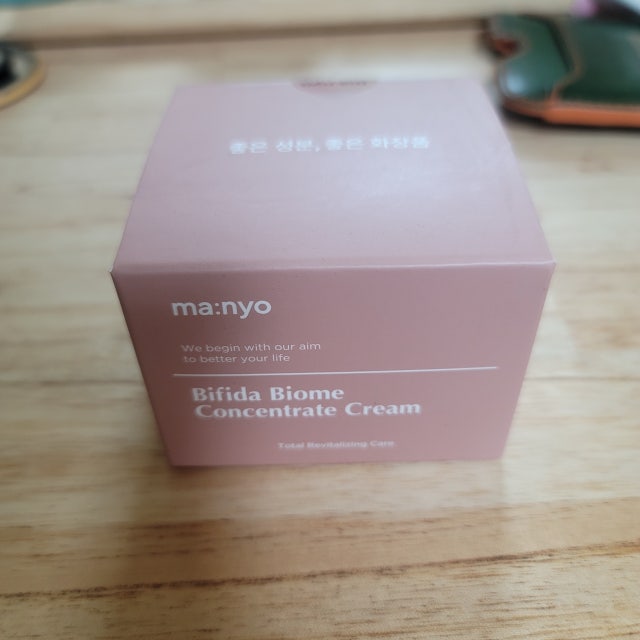 좋은 성분, 좋은 화장품
ma:nyo
We begin with our aim
to better your life
Bifida Biome
Concentrate Cream
Total Revitalizing Care